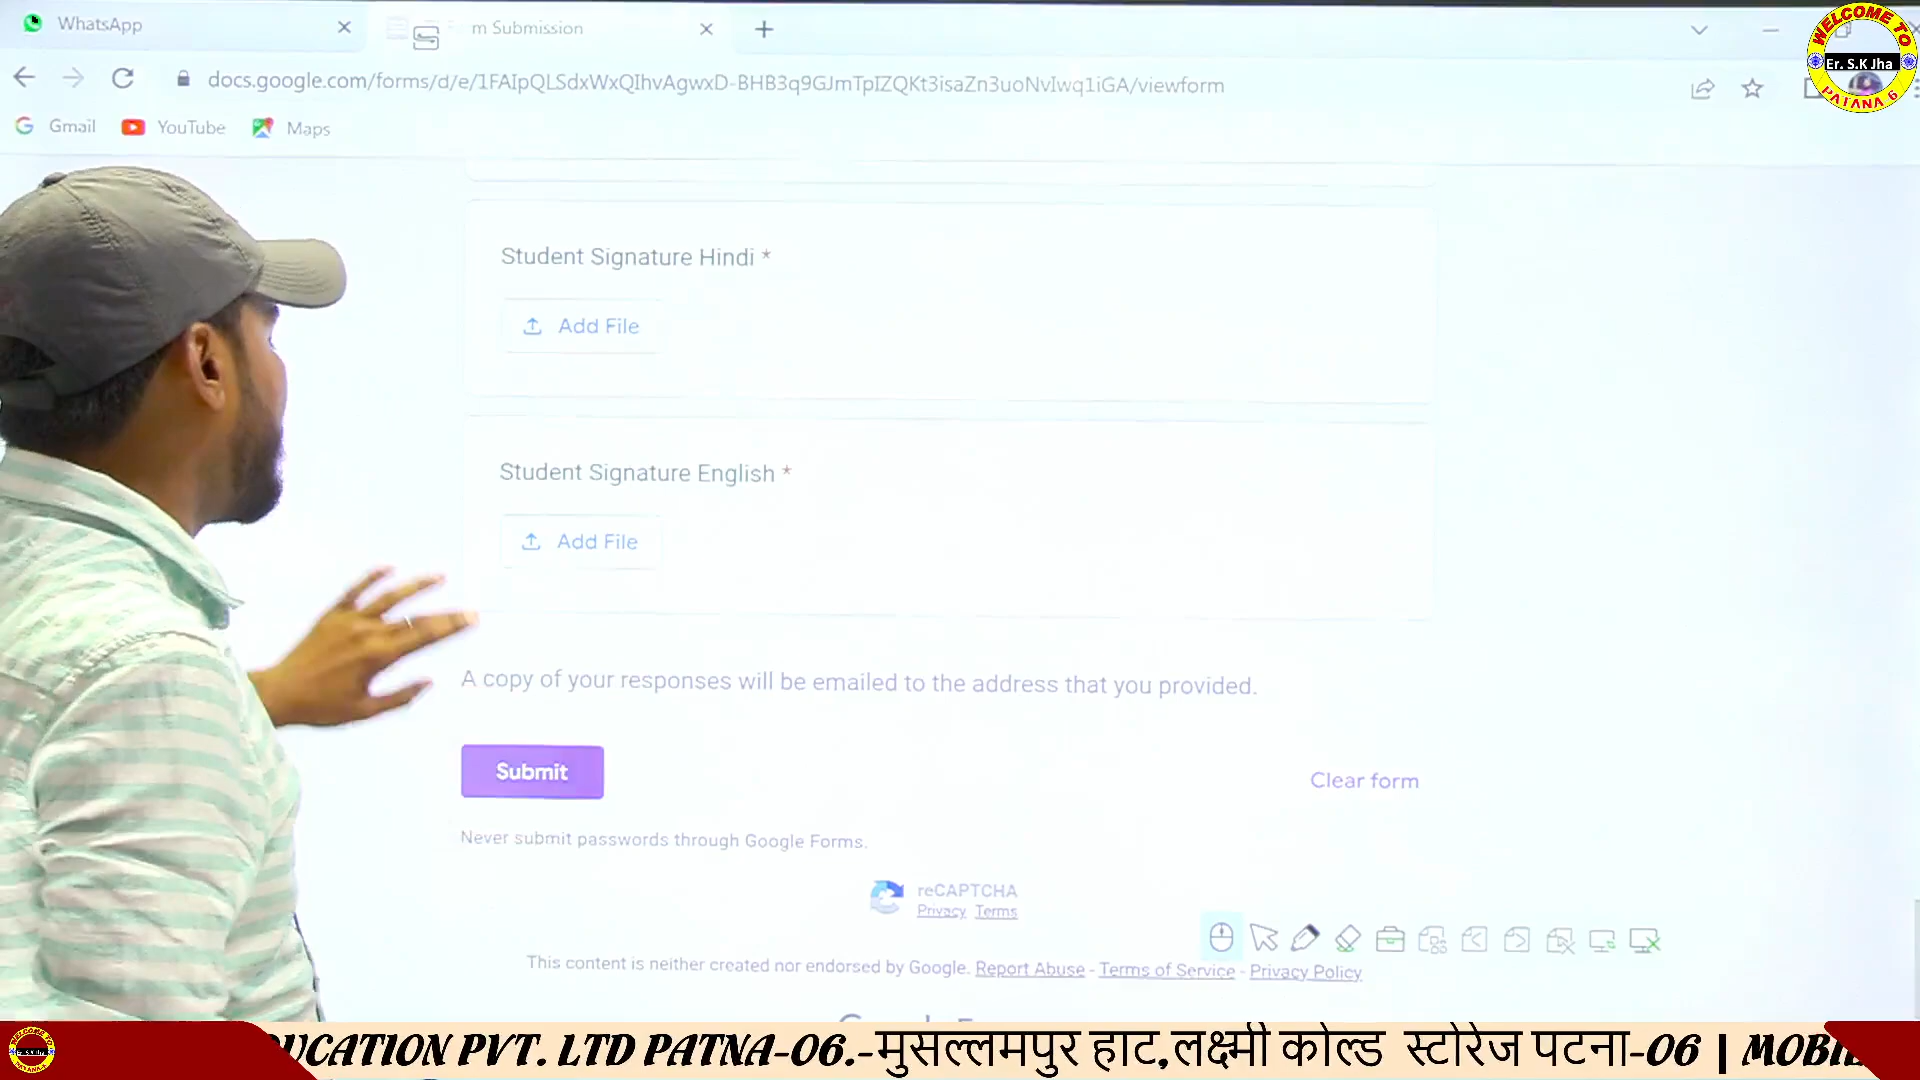 WhatsApp
m Submission
docs.google.com/forms/d/e/1FAIpQLSdxWxQIhvAgwxD-BHB3q9GJmTpIZQKt3isaZn3uoNvIwq1iGA/viewform
Gmail YouTube Maps
WELCOME TO
Er. S.K Jha
PATANA 6
Student Signature Hindi *
Add File
Student Signature English *
Add File
A copy of your responses will be emailed to the address that you provided.
Submit
Clear form
Never submit passwords through Google Forms.
reCAPTCHA
Privacy Terms
This content is neither created nor endorsed by Google. Report Abuse - Terms of Service - Privacy Policy
UCATION PVT. LTD PATNA-06.-मुसल्लमपुर हाट,लक्ष्मी कोल्ड स्टोरेज पटना-06 | MOBI